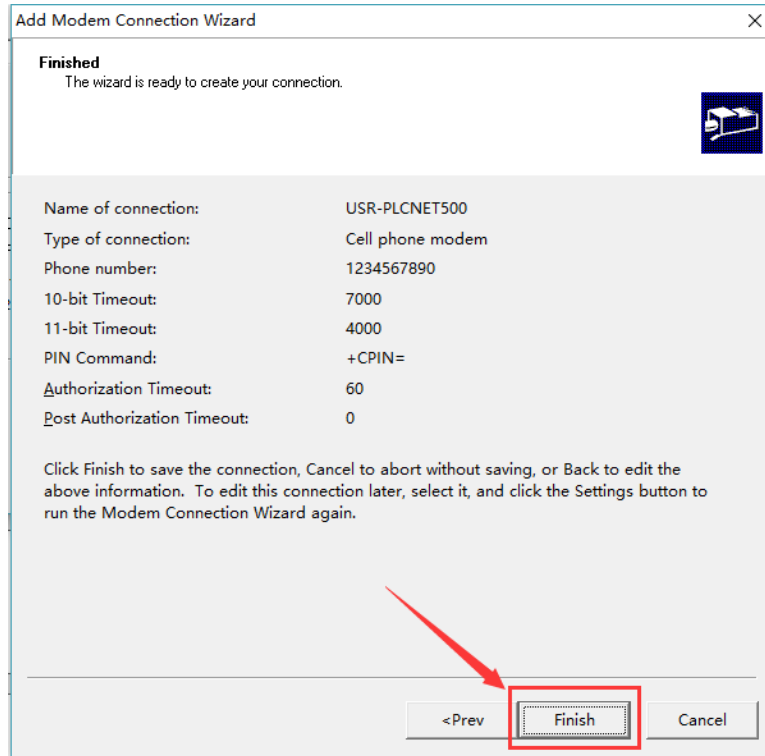 Add Modem Connection Wizard
Finished
The wizard is ready to create your connection.
Name of connection: USR-PLCNET500
Type of connection: Cell phone modem
Phone number: 1234567890
10-bit Timeout: 7000
11-bit Timeout: 4000
PIN Command: +CPIN=
Authorization Timeout: 60
Post Authorization Timeout: 0
Click Finish to save the connection, Cancel to abort without saving, or Back to edit the
above information. To edit this connection later, select it, and click the Settings button to
run the Modem Connection Wizard again.
<Prev Finish Cancel